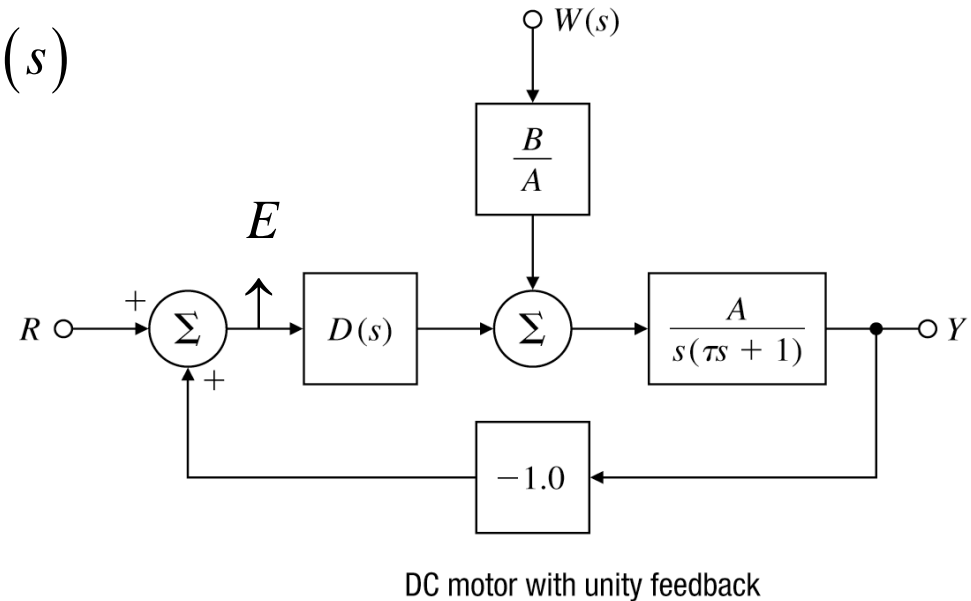 W(s)
(s)
B
A
E
+
R
Σ
D(s)
Σ
A
s(τs + 1)
Y
+
−1.0
DC motor with unity feedback